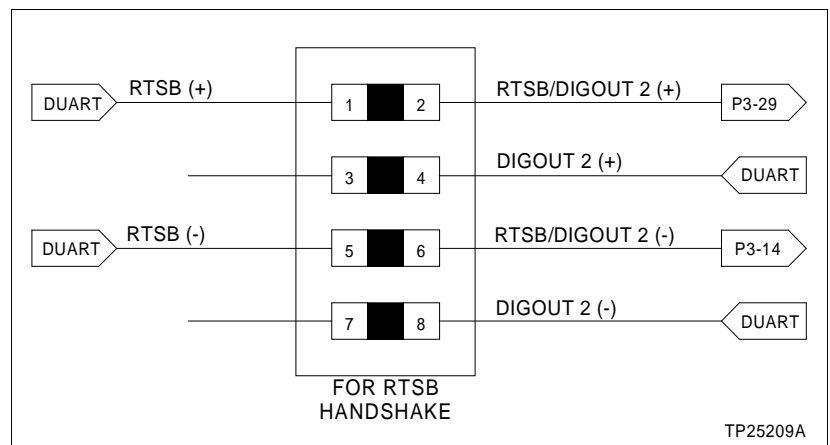 DUART RTSB (+) 1 2 RTSB/DIGOUT 2 (+) P3-29
3 4 DIGOUT 2 (+) DUART
DUART RTSB (-) 5 6 RTSB/DIGOUT 2 (-) P3-14
7 8 DIGOUT 2 (-) DUART
FOR RTSB
HANDSHAKE
TP25209A